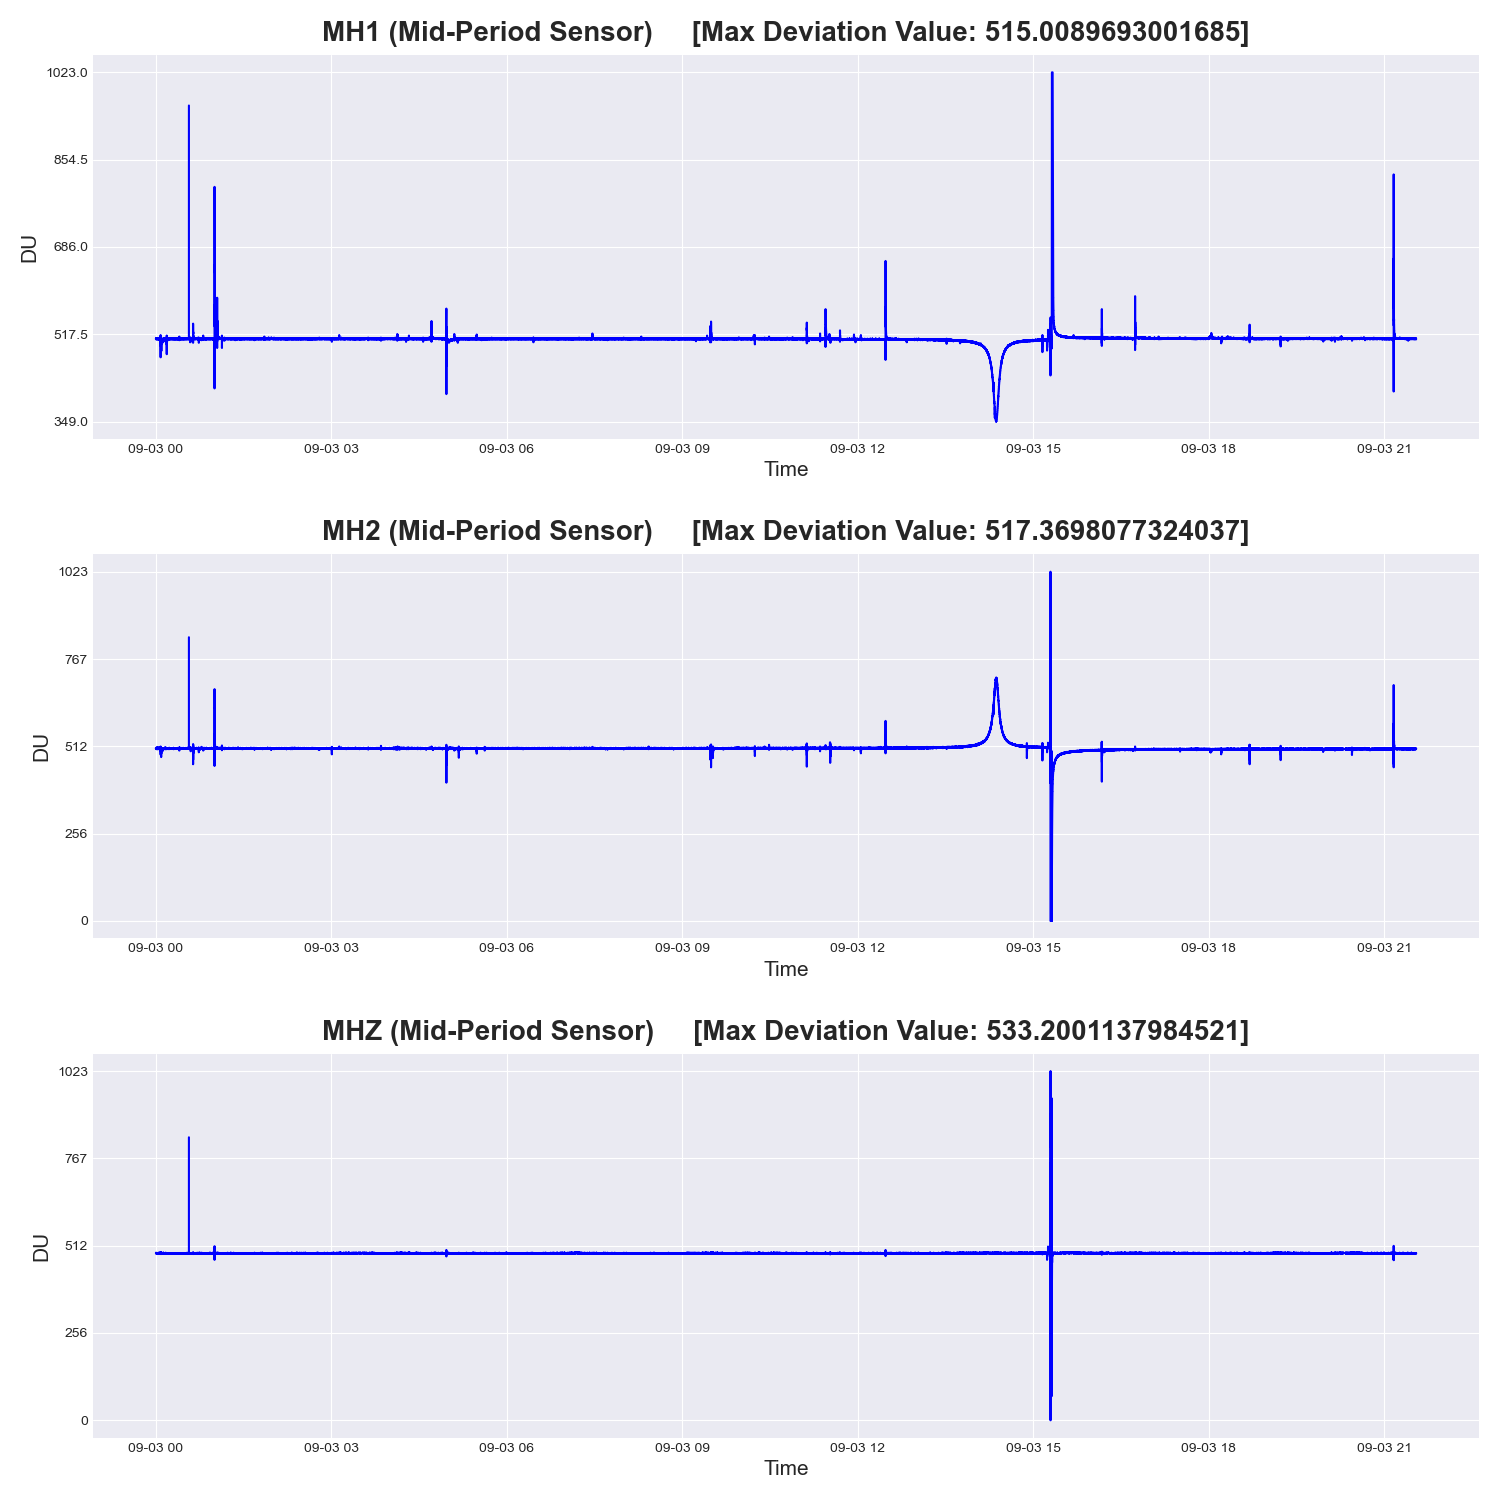 MH1 (Mid-Period Sensor) [Max Deviation Value: 515.0089693001685]
1023.0
854.5
686.0
517.5
349.0
DU
09-03 00 09-03 03 09-03 06 09-03 09 09-03 12 09-03 15 09-03 18 09-03 21
Time
MH2 (Mid-Period Sensor) [Max Deviation Value: 517.3698077324037]
1023
767
512
256
0
DU
09-03 00 09-03 03 09-03 06 09-03 09 09-03 12 09-03 15 09-03 18 09-03 21
Time
MHZ (Mid-Period Sensor) [Max Deviation Value: 533.2001137984521]
1023
767
512
256
0
DU
09-03 00 09-03 03 09-03 06 09-03 09 09-03 12 09-03 15 09-03 18 09-03 21
Time